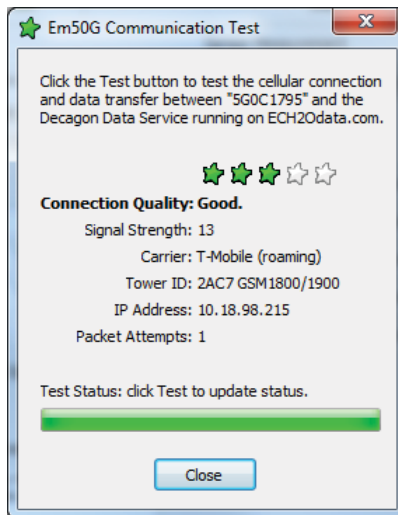 Em50G Communication Test
Click the Test button to test the cellular connection
and data transfer between "5G0C1795" and the
Decagon Data Service running on ECH2Odata.com.
Connection Quality: Good.
Signal Strength: 13
Carrier: T-Mobile (roaming)
Tower ID: 2AC7 GSM1800/1900
IP Address: 10.18.98.215
Packet Attempts: 1
Test Status: click Test to update status.
Close